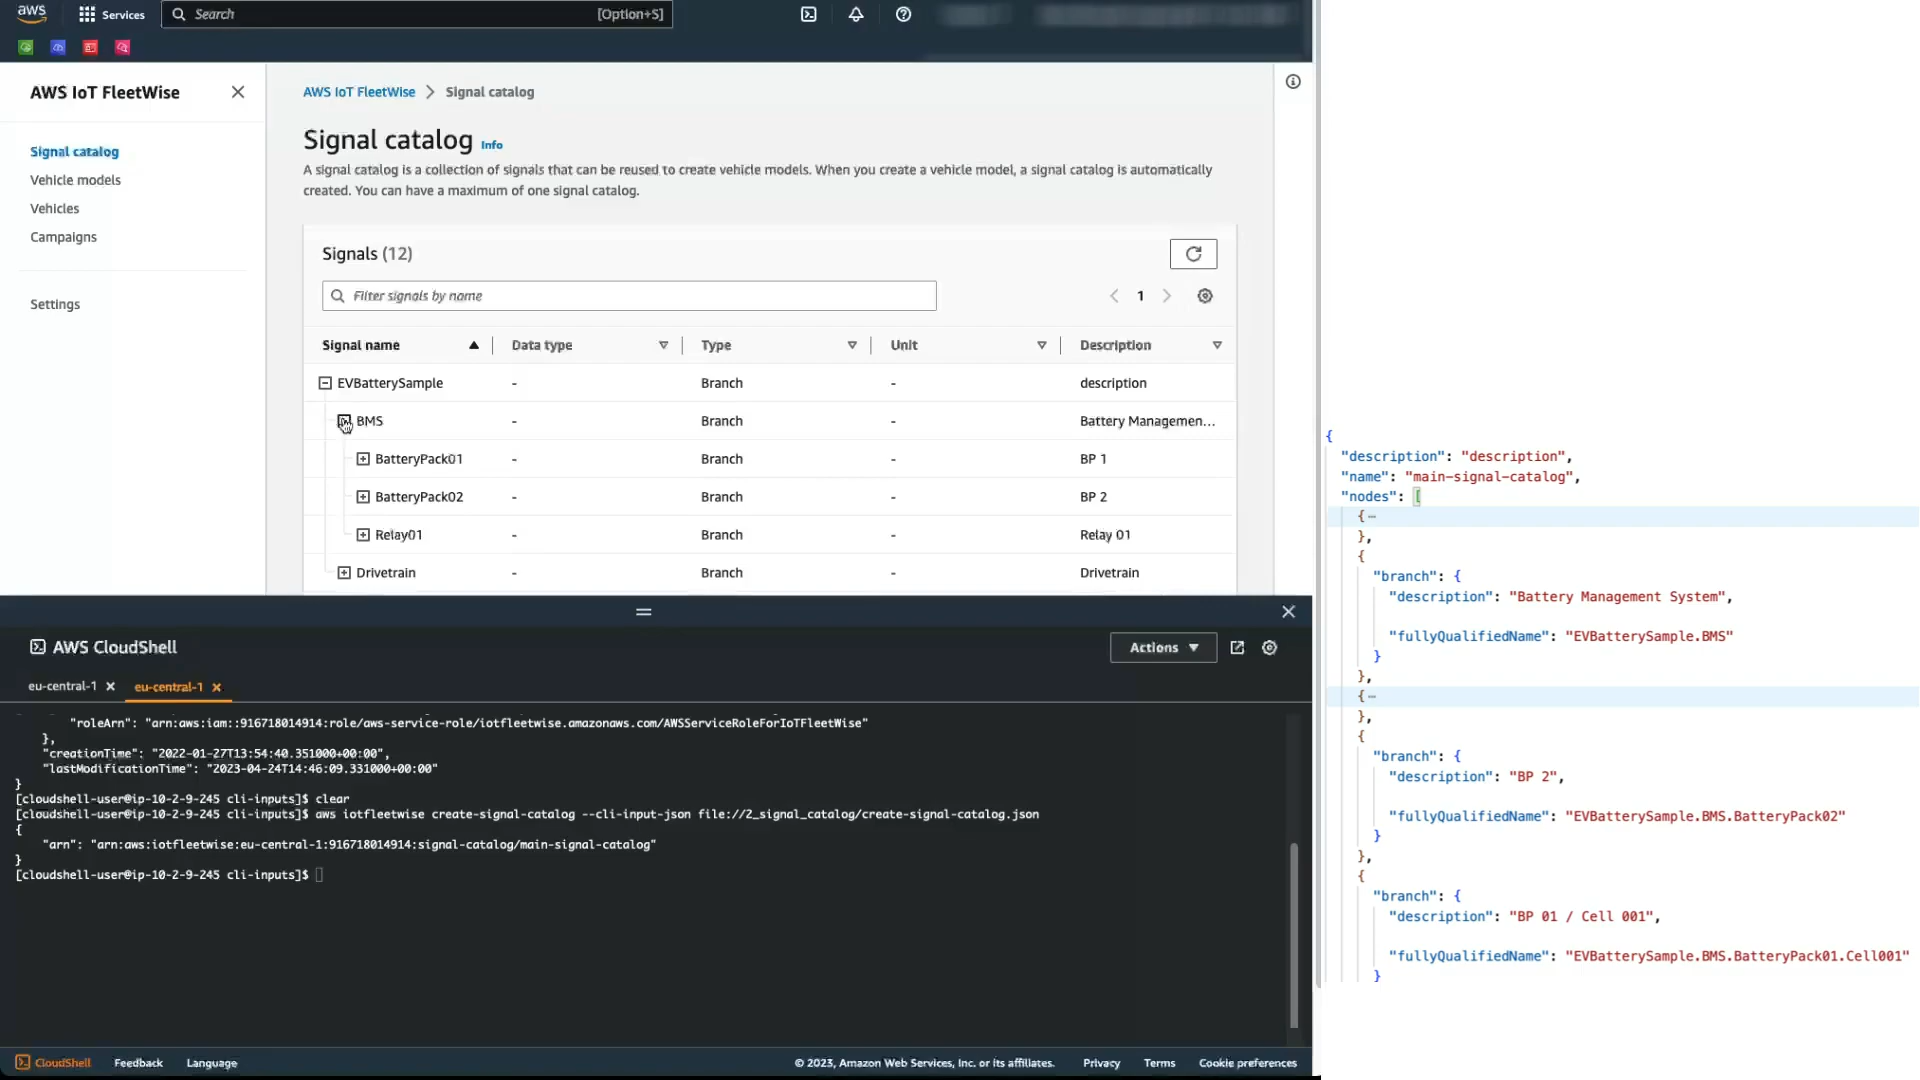 aws
Services
Search
[Option+S]
AWS IoT FleetWise
Signal catalog
Vehicle models
Vehicles
Campaigns
Settings
AWS IoT FleetWise > Signal catalog
Signal catalog Info
A signal catalog is a collection of signals that can be reused to create vehicle models. When you create a vehicle model, a signal catalog is automatically
created. You can have a maximum of one signal catalog.
Signals (12)
Filter signals by name
1
Signal name Data type Type Unit Description
EVBatterySample - Branch - description
BMS - Branch - Battery Managemen...
BatteryPack01 - Branch - BP 1
BatteryPack02 - Branch - BP 2
Relay01 - Branch - Relay 01
Drivetrain - Branch - Drivetrain
AWS CloudShell
Actions
eu-central-1
eu-central-1
"roleArn": "arn:aws:iam::916718014914:role/aws-service-role/iotfleetwise.amazonaws.com/AWSServiceRoleForIoTFleetWise"
},
"creationTime": "2022-01-27T13:54:40.351000+00:00",
"lastModificationTime": "2023-04-24T14:46:09.331000+00:00"
}
[cloudshell-user@ip-10-2-9-245 cli-inputs]$ clear
[cloudshell-user@ip-10-2-9-245 cli-inputs]$ aws iotfleetwise create-signal-catalog --cli-input-json file://2_signal_catalog/create-signal-catalog.json
{
"arn": "arn:aws:iotfleetwise:eu-central-1:916718014914:signal-catalog/main-signal-catalog"
}
[cloudshell-user@ip-10-2-9-245 cli-inputs]$
CloudShell Feedback Language
© 2023, Amazon Web Services, Inc. or its affiliates. Privacy Terms Cookie preferences
{
"description": "description",
"name": "main-signal-catalog",
"nodes": [
{⋯
},
{
"branch": {
"description": "Battery Management System",
"fullyQualifiedName": "EVBatterySample.BMS"
}
},
{⋯
},
{
"branch": {
"description": "BP 2",
"fullyQualifiedName": "EVBatterySample.BMS.BatteryPack02"
}
},
{
"branch": {
"description": "BP 01 / Cell 001",
"fullyQualifiedName": "EVBatterySample.BMS.BatteryPack01.Cell001"
}